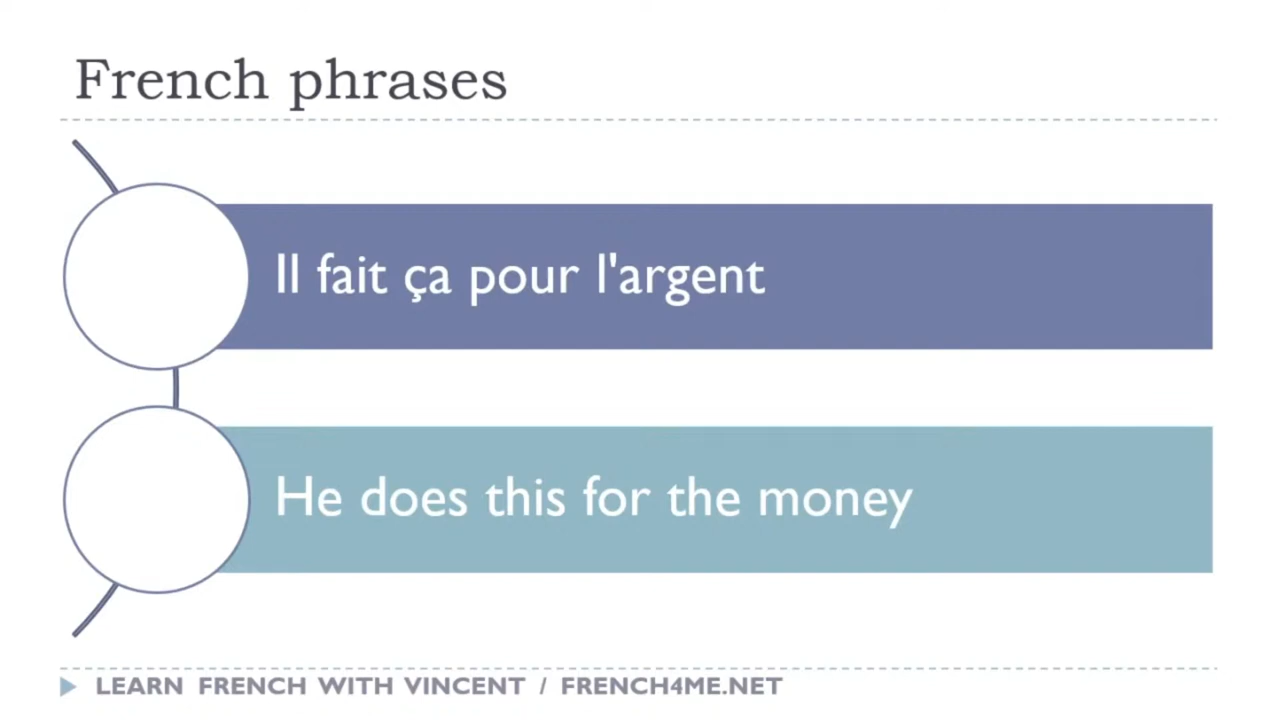 French phrases
Il fait ça pour l'argent
He does this for the money
LEARN FRENCH WITH VINCENT / FRENCH4ME.NET